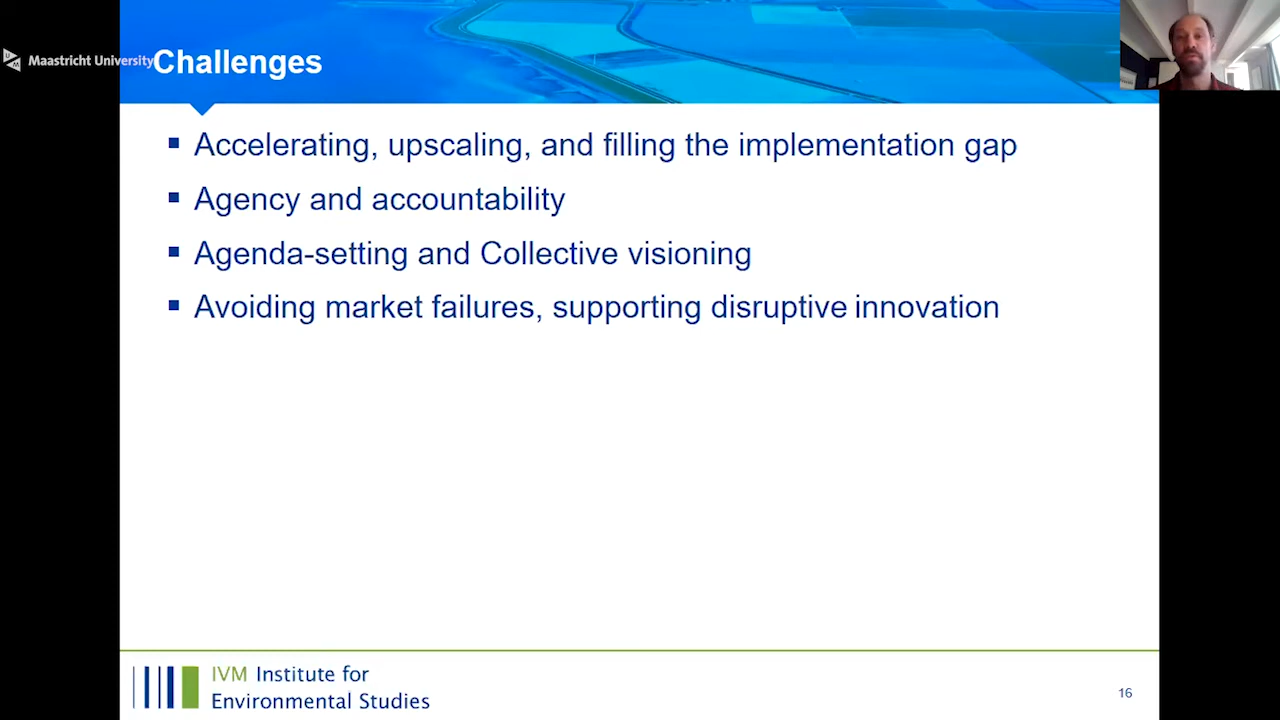 Maastricht University
Challenges
Accelerating, upscaling, and filling the implementation gap
Agency and accountability
Agenda-setting and Collective visioning
Avoiding market failures, supporting disruptive innovation
IVM Institute for
Environmental Studies
16